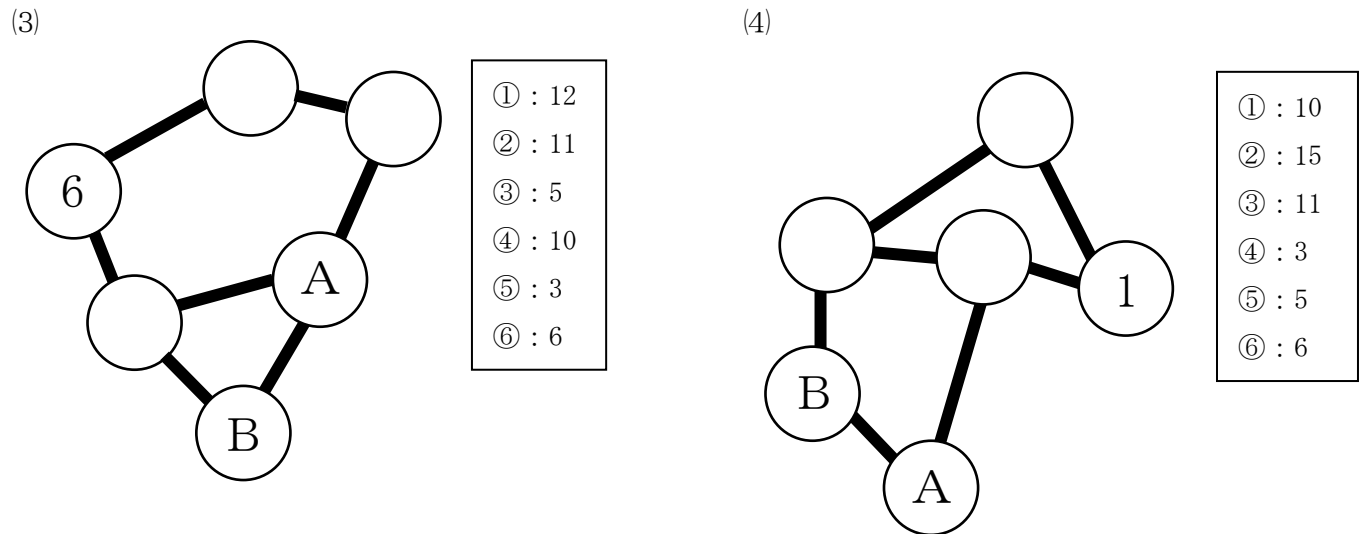 ⑶
6
A
B
① : 12
② : 11
③ : 5
④ : 10
⑤ : 3
⑥ : 6
⑷
1
B
A
① : 10
② : 15
③ : 11
④ : 3
⑤ : 5
⑥ : 6